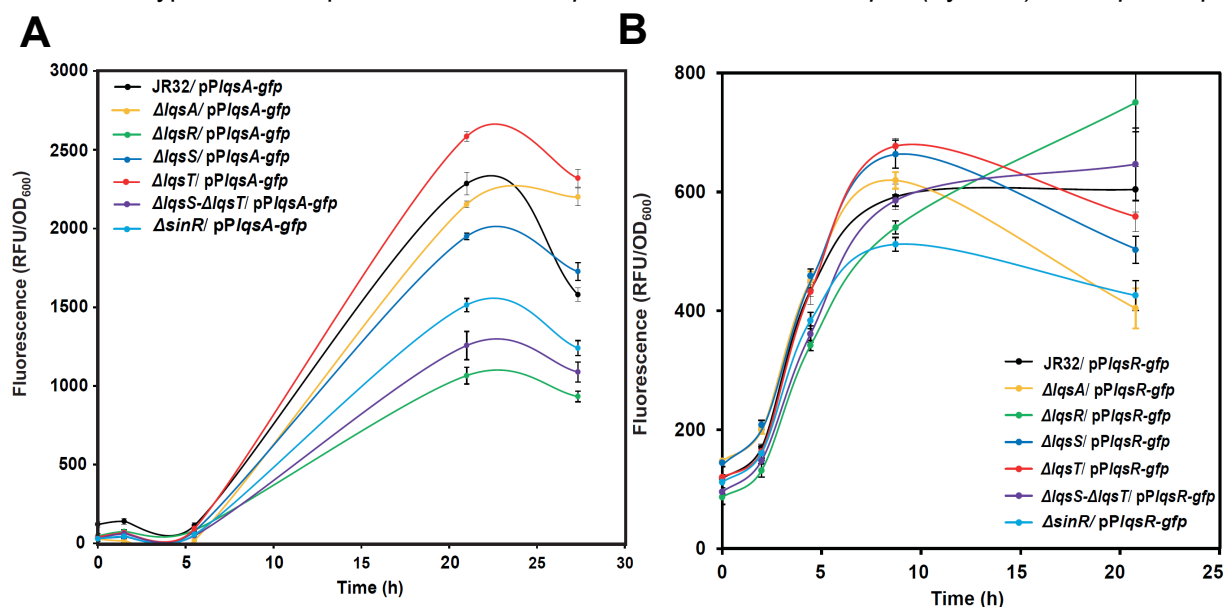 A
B
Fluorescence (RFU/OD600)
3000
2500
2000
1500
1000
500
0
0
5
10
15
20
25
30
Time (h)
JR32/ pPlqsA-gfp
ΔlqsA/ pPlqsA-gfp
ΔlqsR/ pPlqsA-gfp
ΔlqsS/ pPlqsA-gfp
ΔlqsT/ pPlqsA-gfp
ΔlqsS-ΔlqsT/ pPlqsA-gfp
ΔsinR/ pPlqsA-gfp
Fluorescence (RFU/OD600)
800
600
400
200
0
0
5
10
15
20
25
Time (h)
JR32/ pPlqsR-gfp
ΔlqsA/ pPlqsR-gfp
ΔlqsR/ pPlqsR-gfp
ΔlqsS/ pPlqsR-gfp
ΔlqsT/ pPlqsR-gfp
ΔlqsS-ΔlqsT/ pPlqsR-gfp
ΔsinR/ pPlqsR-gfp